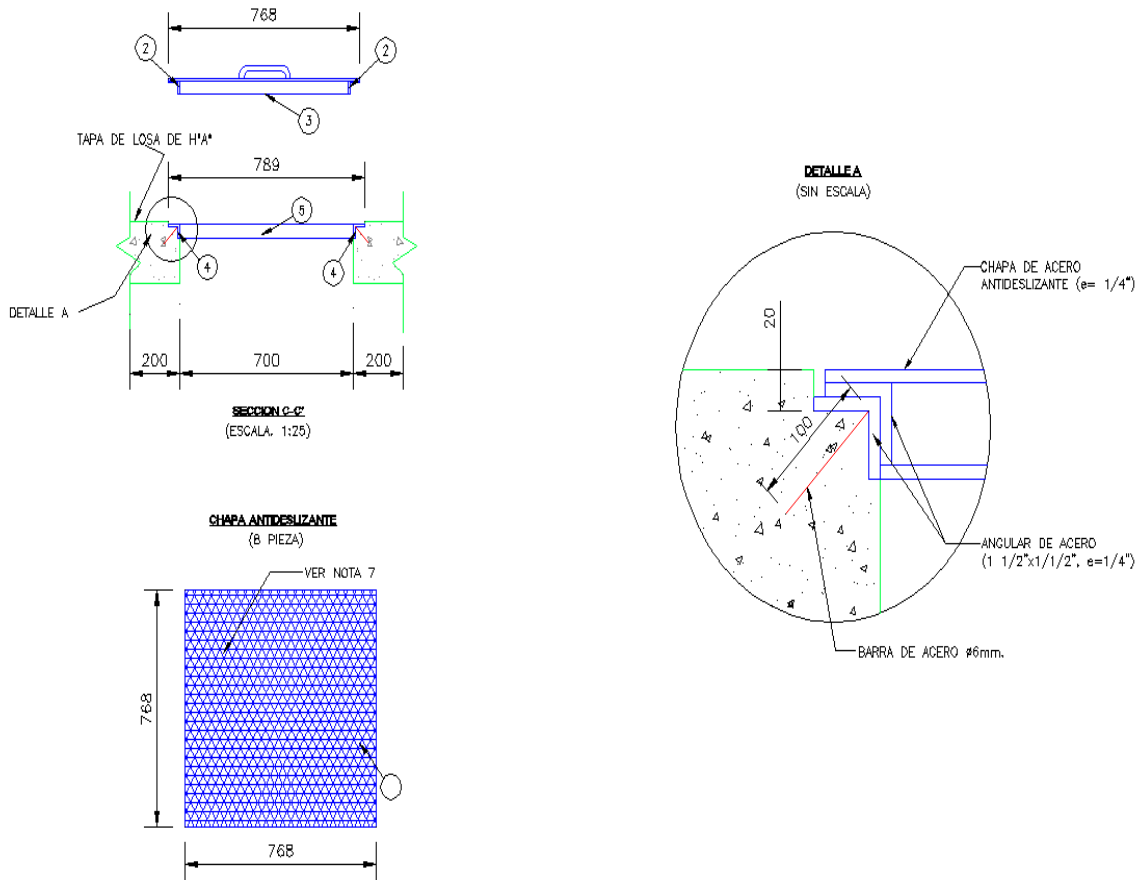 768
2
2
3
TAPA DE LOSA DE H'A°
789
5
4
4
DETALLE A
200
700
200
SECCION C-C'
(ESCALA. 1:25)
CHAPA ANTIDESLIZANTE
(8 PIEZA)
VER NOTA 7
768
768
DETALLE A
(SIN ESCALA)
CHAPA DE ACERO
ANTIDESLIZANTE (e= 1/4")
20
100
ANGULAR DE ACERO
(1 1/2"x1/1/2", e=1/4")
BARRA DE ACERO ø6mm.